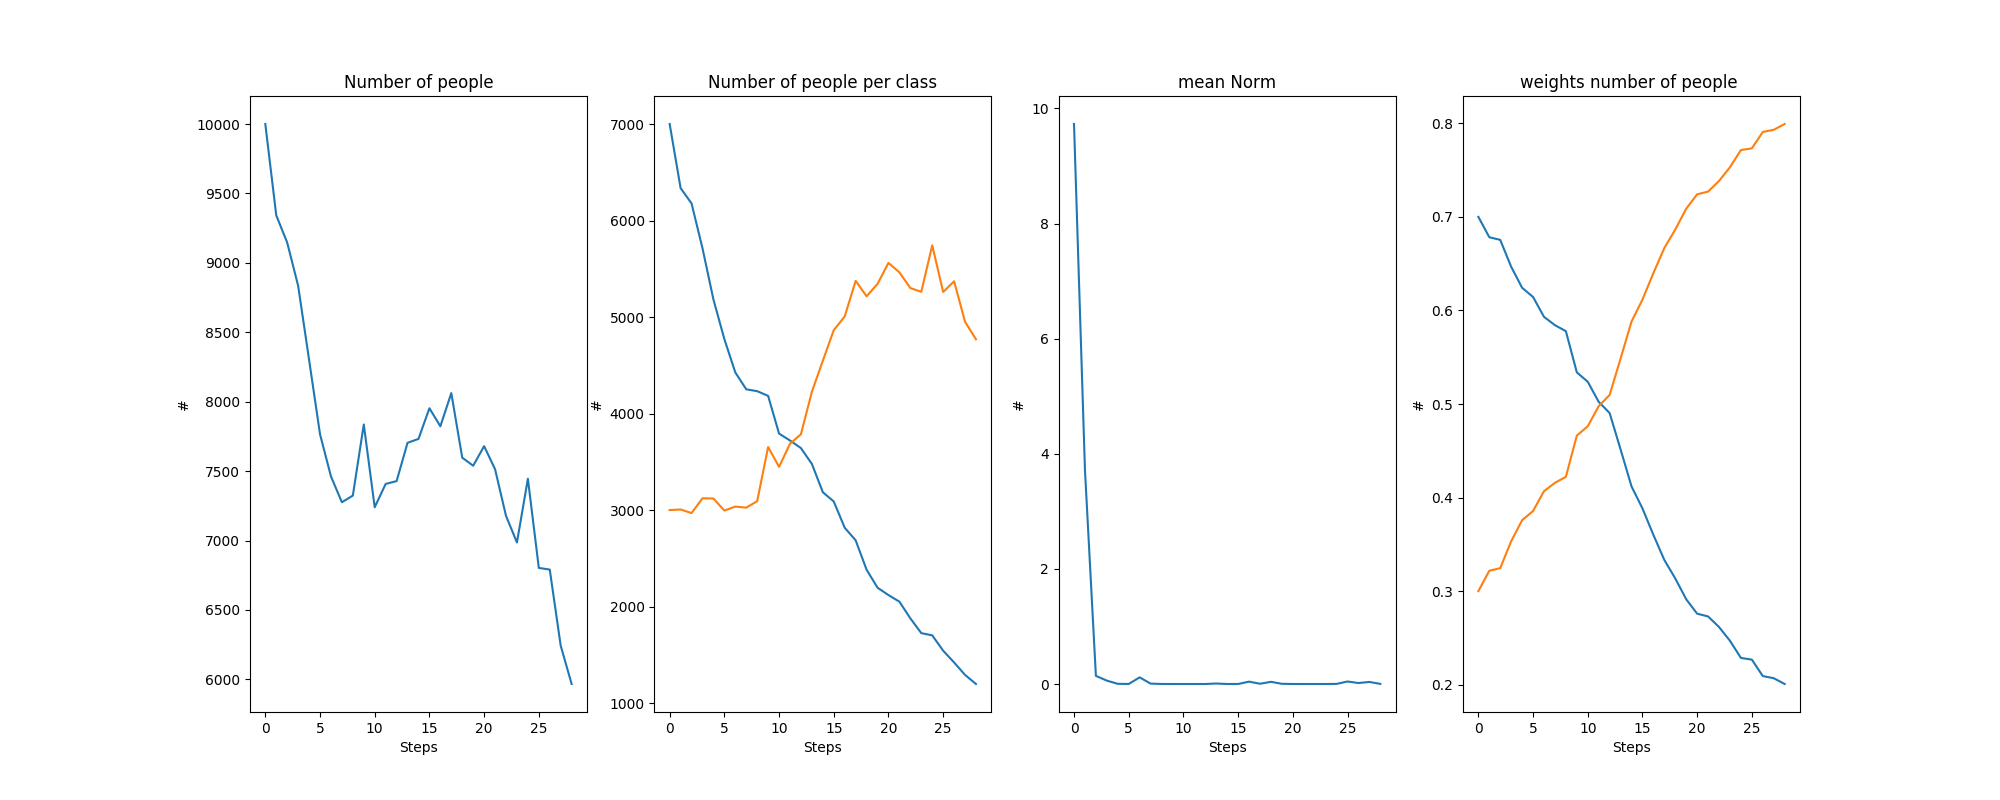 Number of people
10000
9500
9000
8500
8000
7500
7000
6500
6000
#
0 5 10 15 20 25
Steps
Number of people per class
7000
6000
5000
4000
3000
2000
1000
#
0 5 10 15 20 25
Steps
mean Norm
10
8
6
4
2
0
#
0 5 10 15 20 25
Steps
weights number of people
0.8
0.7
0.6
0.5
0.4
0.3
0.2
#
0 5 10 15 20 25
Steps